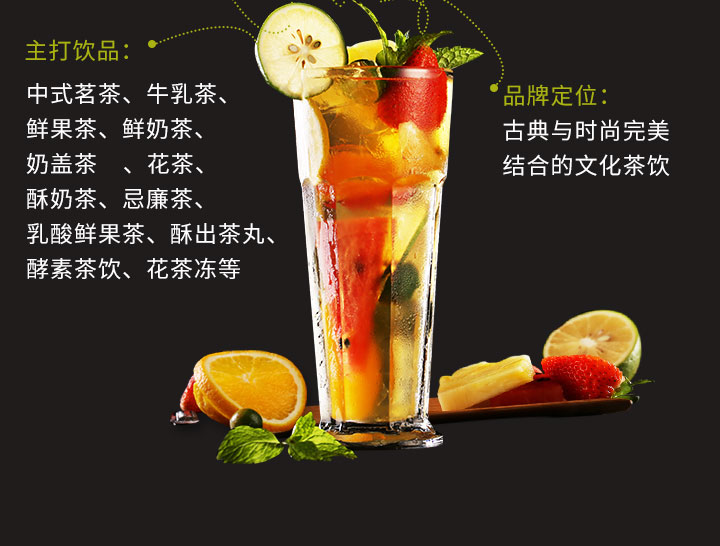 主打饮品：
中式茗茶、牛乳茶、
鲜果茶、鲜奶茶、
奶盖茶　、花茶、
酥奶茶、忌廉茶、
乳酸鲜果茶、酥出茶丸、
酵素茶饮、花茶冻等
品牌定位：
古典与时尚完美
结合的文化茶饮